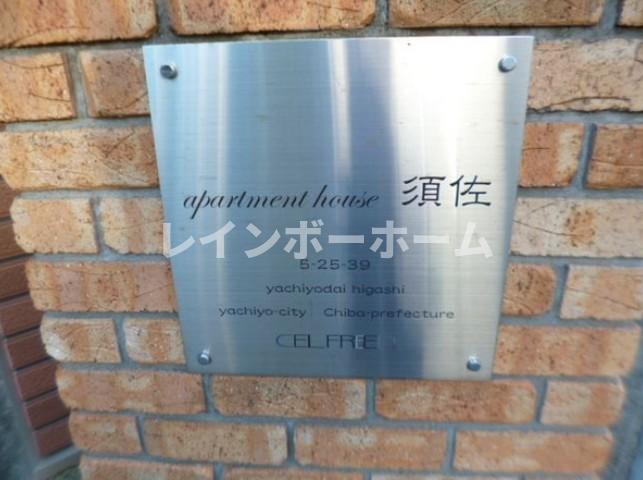 apartment house 須佐
レインボーホーム
5-25-39
yachiyodai higashi
yachiyo-city Chiba-prefecture
CELFREE